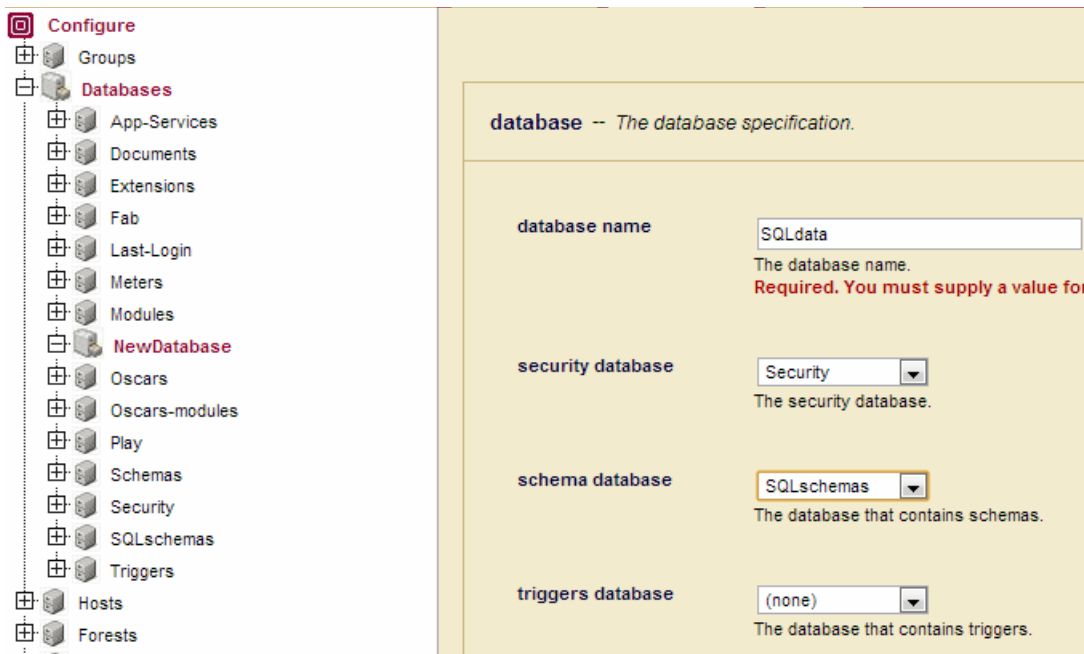 Configure
Groups
Databases
App-Services
Documents
Extensions
Fab
Last-Login
Meters
Modules
NewDatabase
Oscars
Oscars-modules
Play
Schemas
Security
SQLschemas
Triggers
Hosts
Forests
database -- The database specification.
database name
SQLdata
The database name.
Required. You must supply a value for
security database
Security
The security database.
schema database
SQLschemas
The database that contains schemas.
triggers database
(none)
The database that contains triggers.